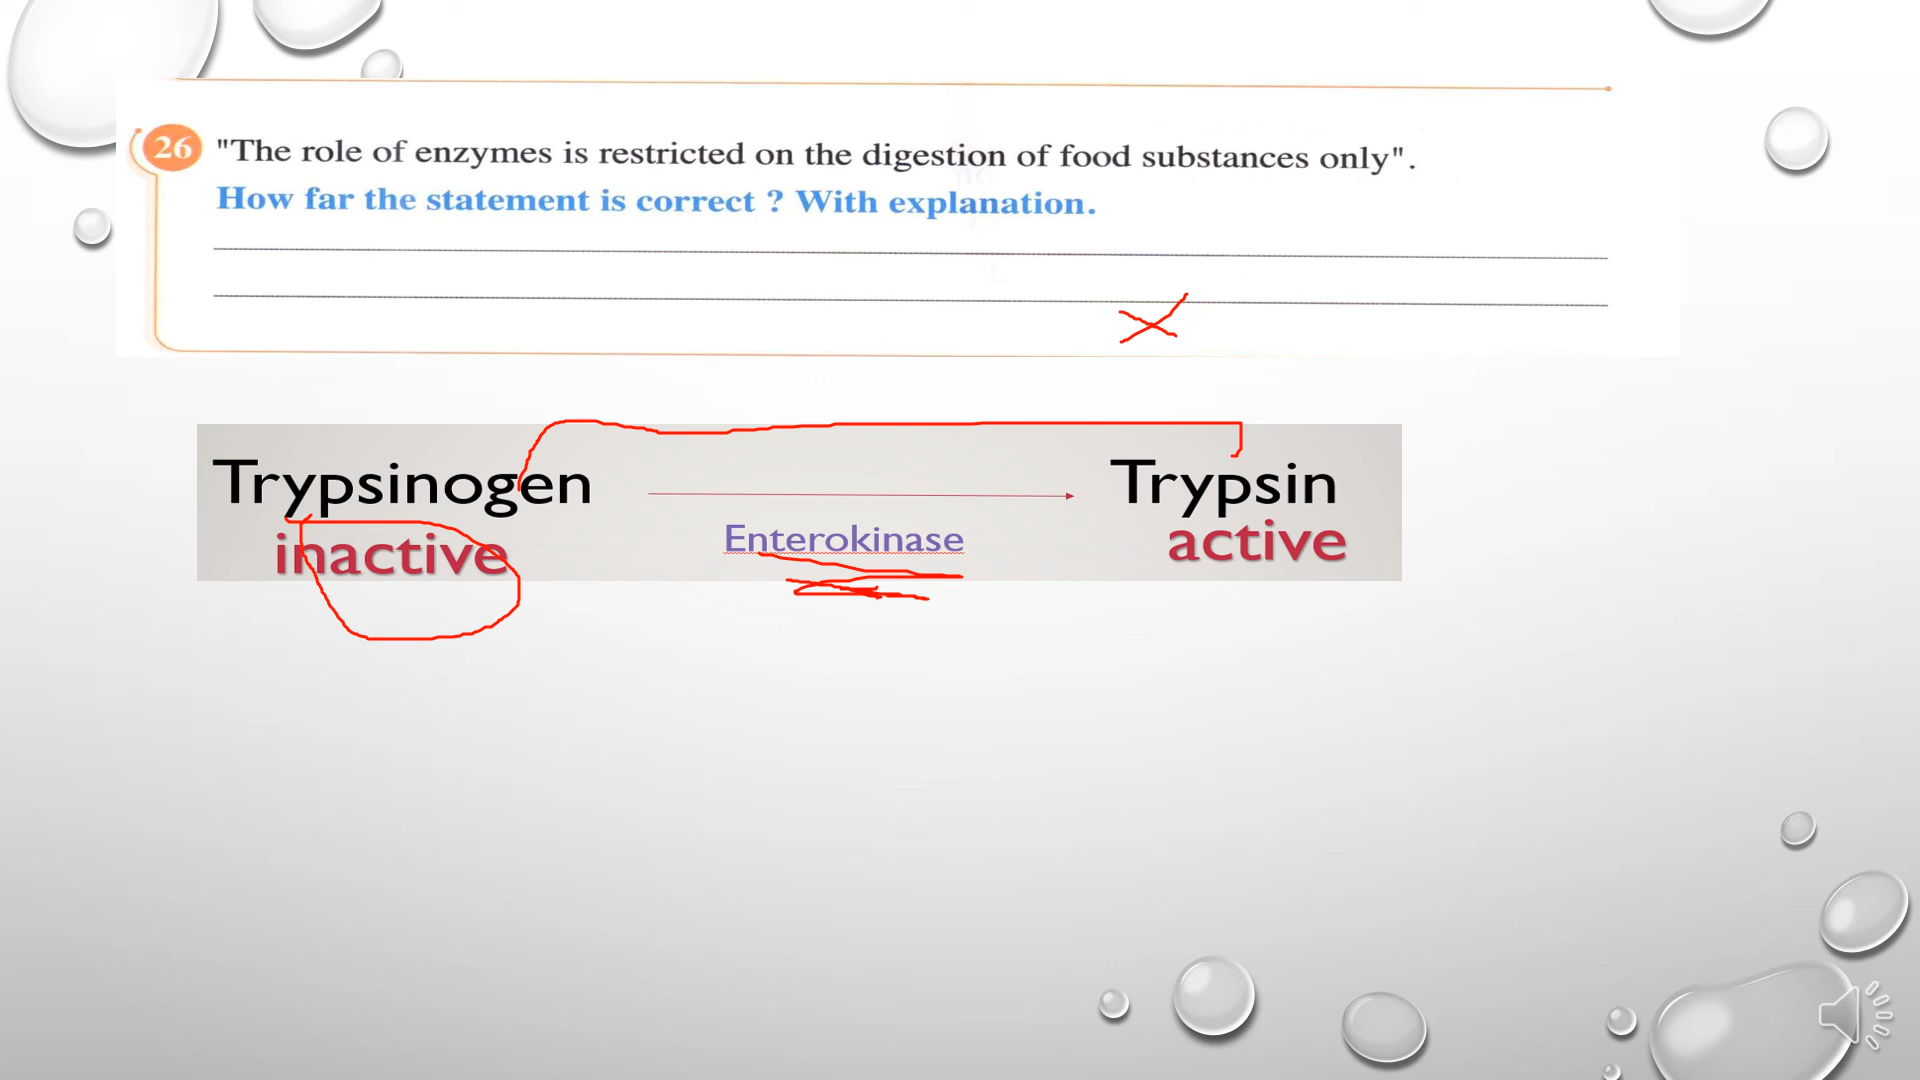 26 "The role of enzymes is restricted on the digestion of food substances only".
How far the statement is correct ? With explanation.
Trypsinogen Trypsin
inactive Enterokinase active